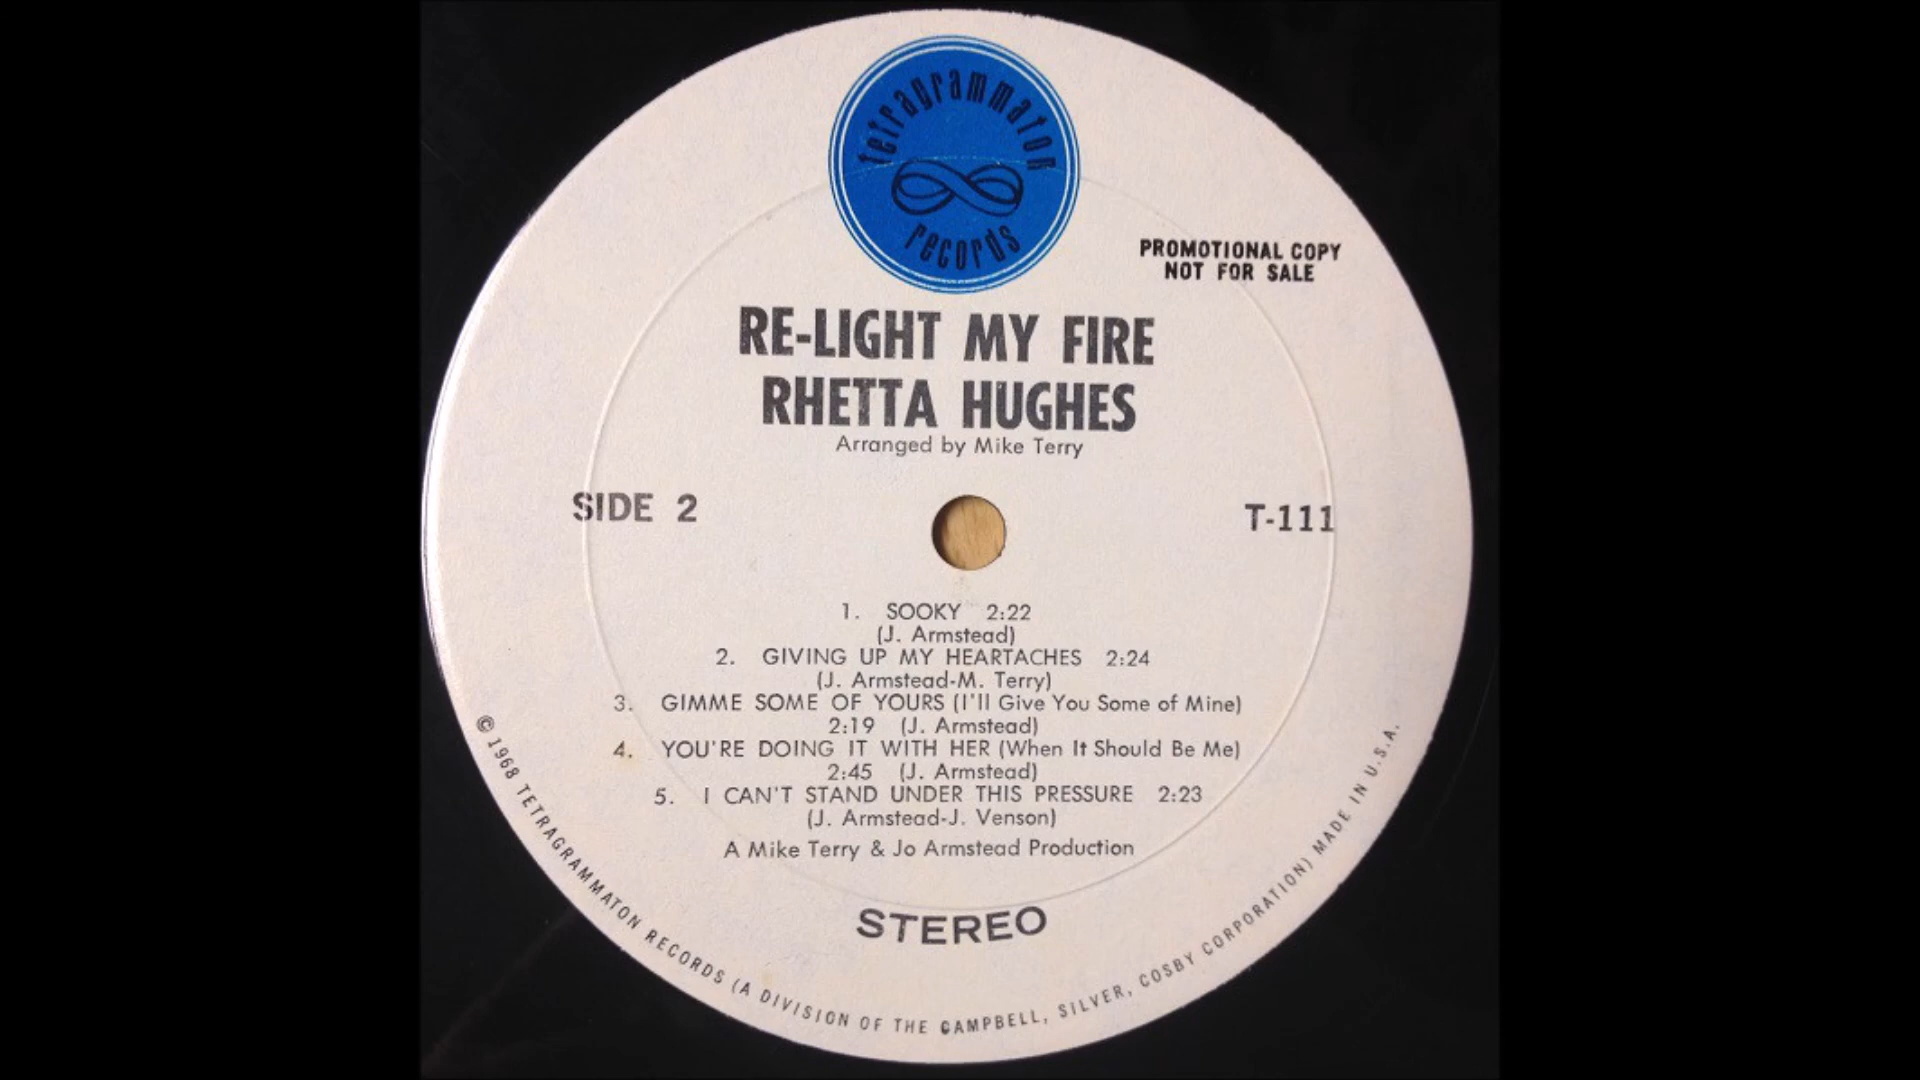 tetragrammaton
records
PROMOTIONAL COPY
NOT FOR SALE
RE-LIGHT MY FIRE
RHETTA HUGHES
Arranged by Mike Terry
SIDE 2
T-111
1. SOOKY 2:22
(J. Armstead)
2. GIVING UP MY HEARTACHES 2:24
(J. Armstead-M. Terry)
3. GIMME SOME OF YOURS (I'll Give You Some of Mine)
2:19 (J. Armstead)
4. YOU'RE DOING IT WITH HER (When It Should Be Me)
2:45 (J. Armstead)
5. I CAN'T STAND UNDER THIS PRESSURE 2:23
(J. Armstead-J. Venson)
A Mike Terry & Jo Armstead Production
STEREO
© 1968 TETRAGRAMMATON RECORDS (A DIVISION OF THE CAMPBELL, SILVER, COSBY CORPORATION) MADE IN U.S.A.